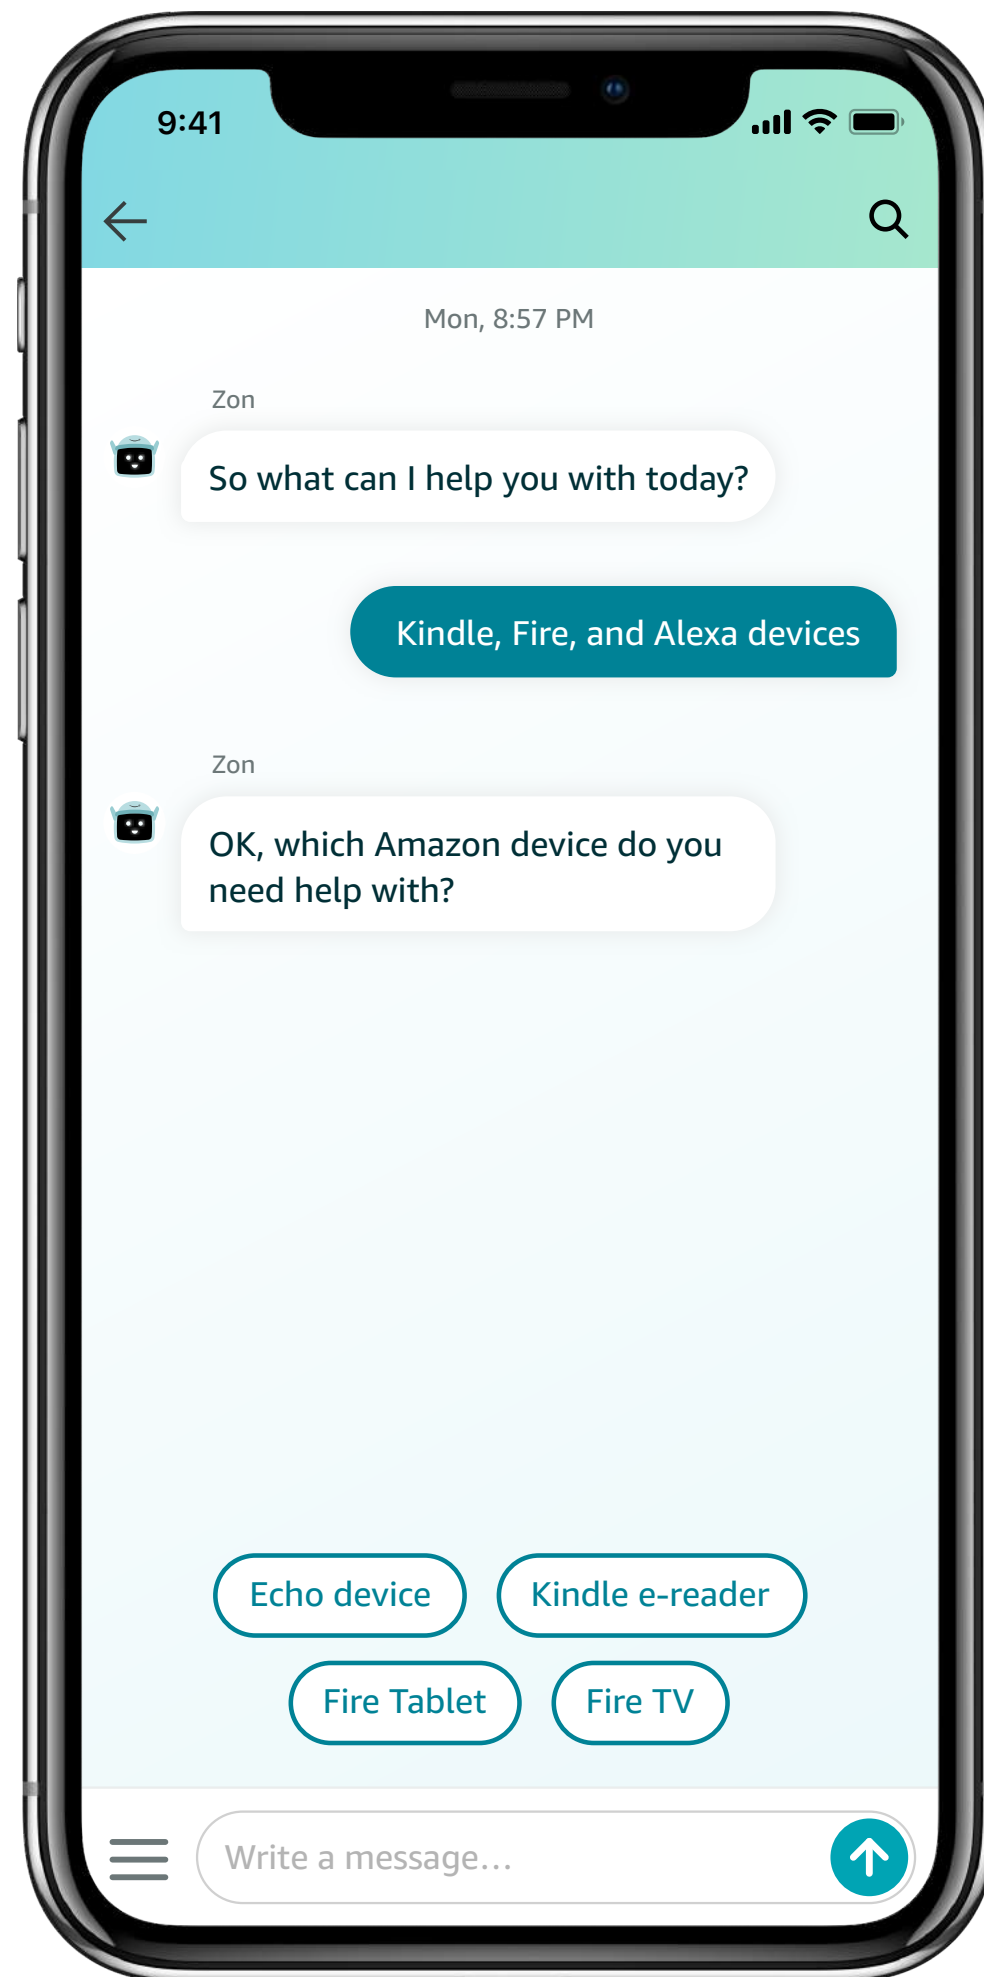 9:41
Mon, 8:57 PM
Zon
So what can I help you with today?
Kindle, Fire, and Alexa devices
Zon
OK, which Amazon device do you
need help with?
Echo device
Kindle e-reader
Fire Tablet
Fire TV
Write a message...